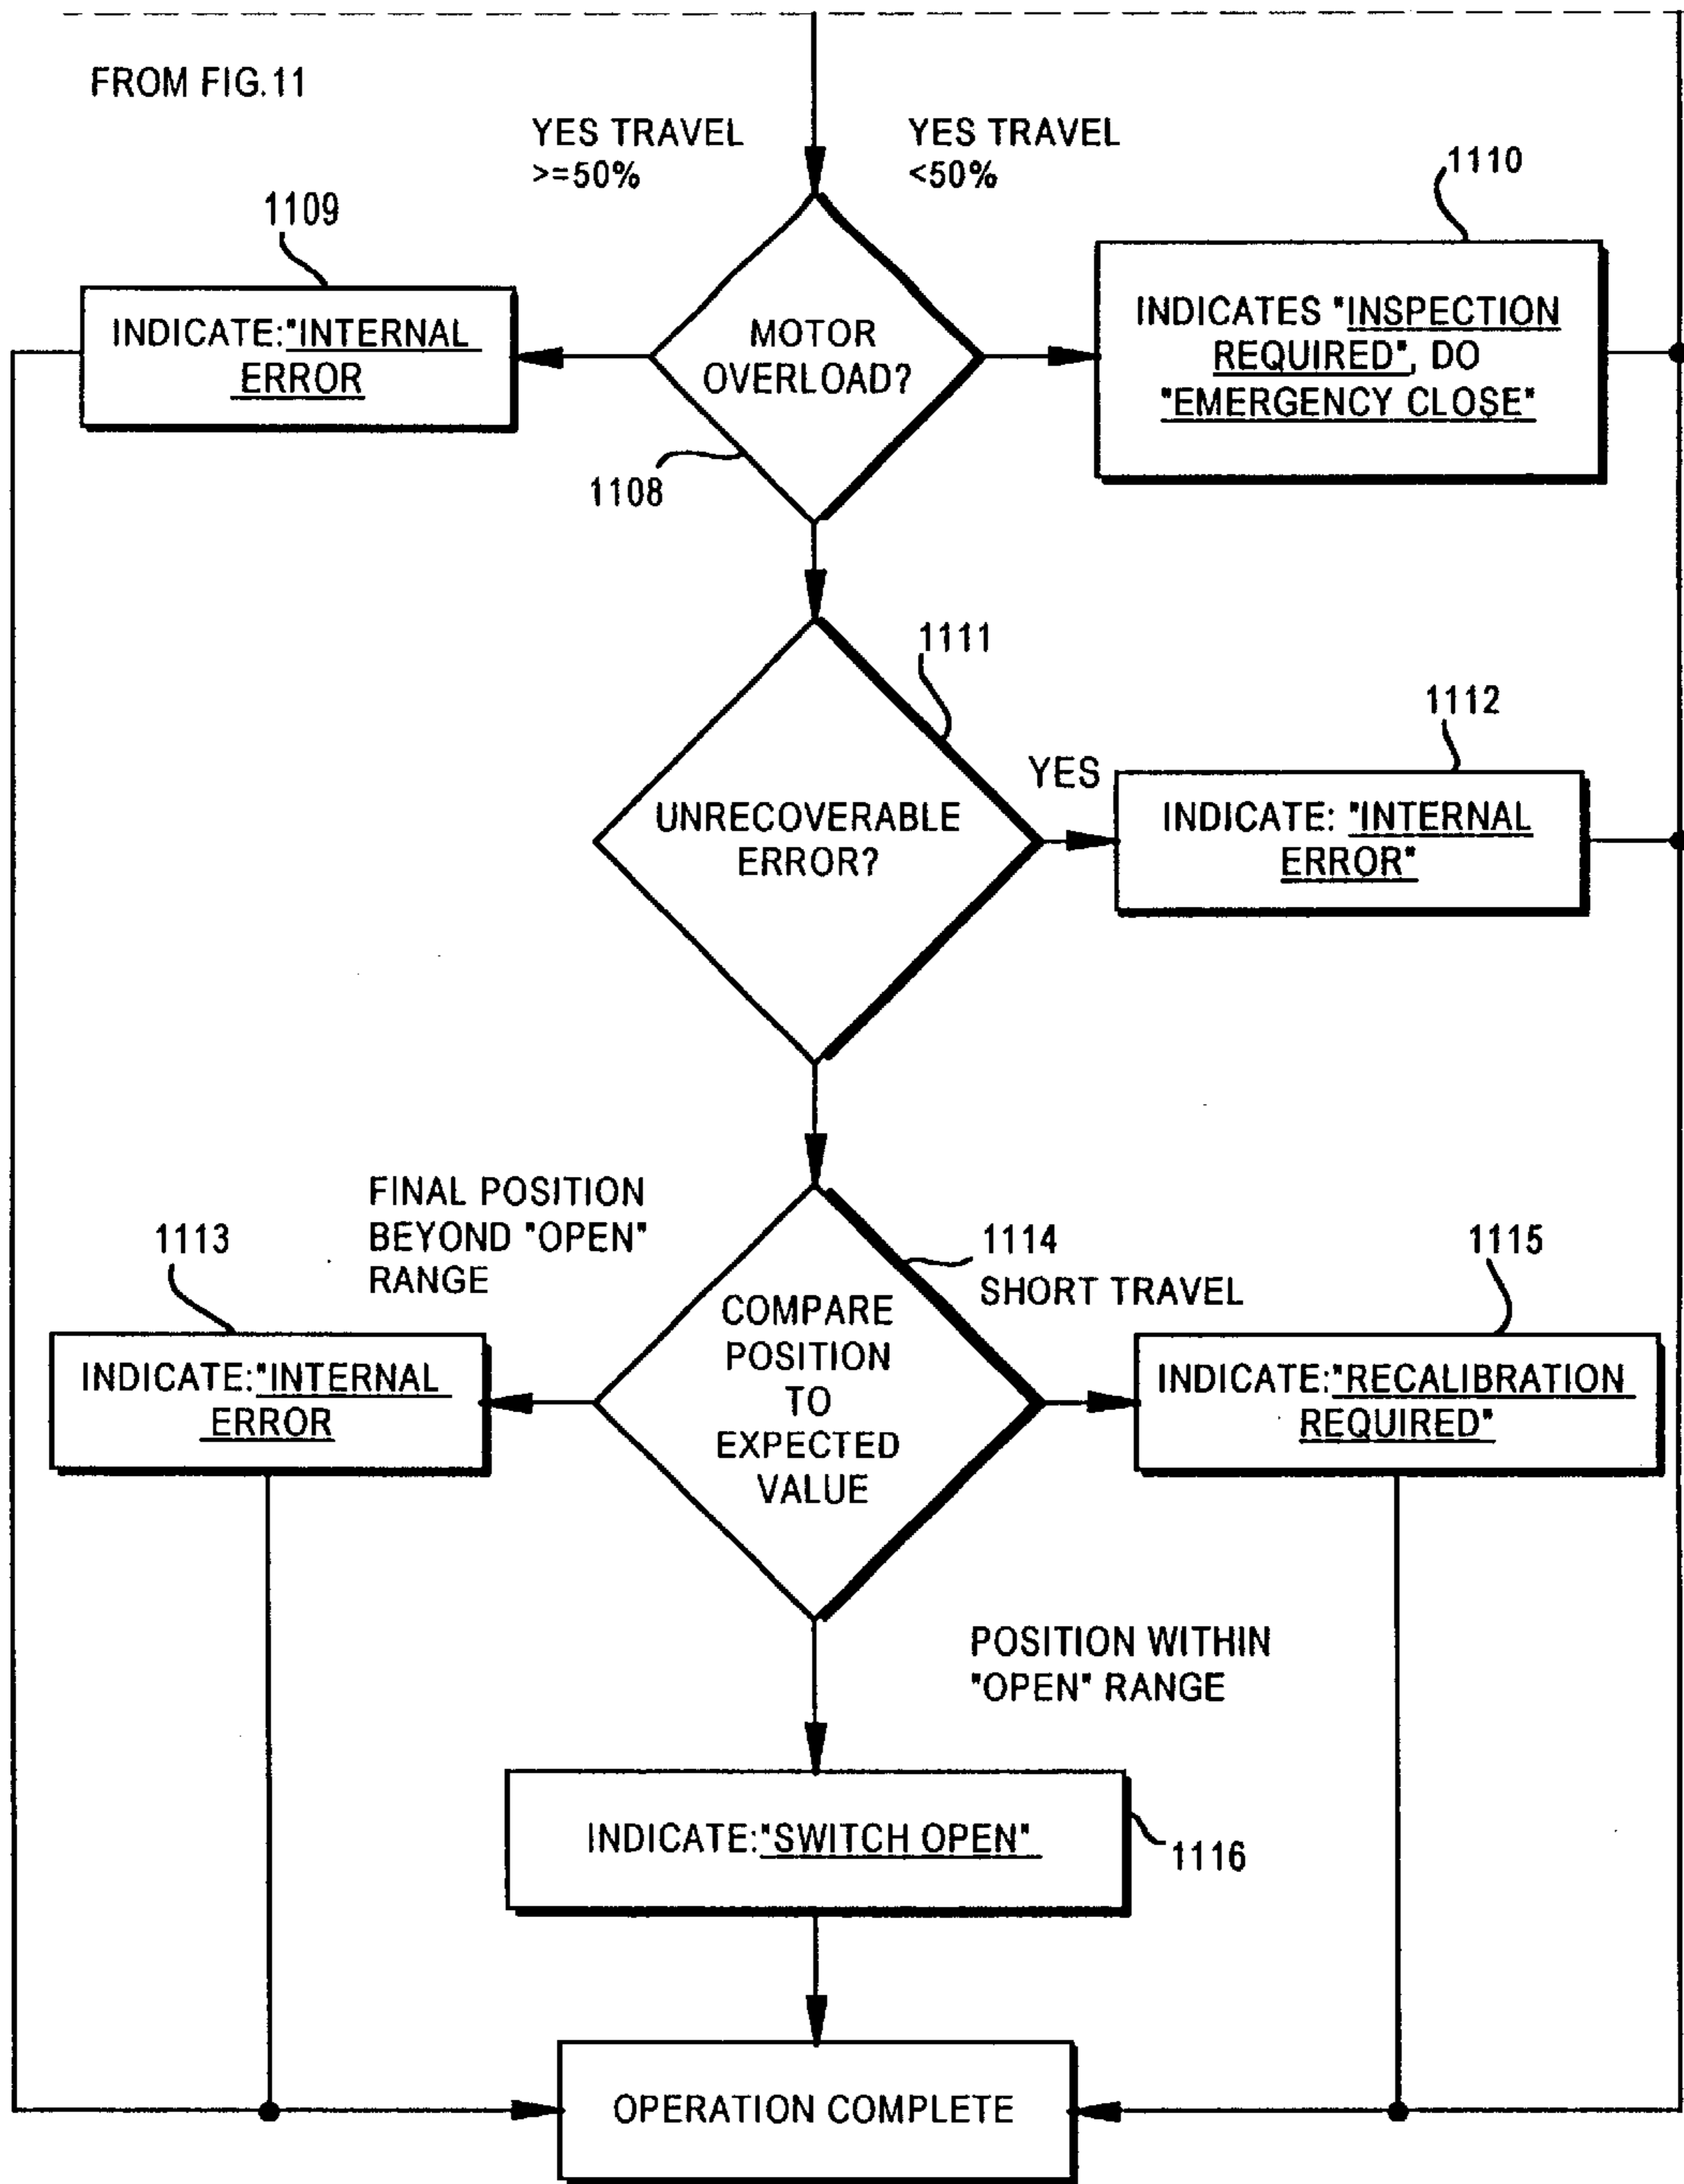 FROM FIG.11
YES TRAVEL
>=50%
YES TRAVEL
<50%
1109
1110
INDICATE:"INTERNAL
ERROR
MOTOR
OVERLOAD?
INDICATES "INSPECTION
REQUIRED", DO
"EMERGENCY CLOSE"
1108
1111
1112
UNRECOVERABLE
ERROR?
YES
INDICATE: "INTERNAL
ERROR"
FINAL POSITION
BEYOND "OPEN"
RANGE
1113
1114
SHORT TRAVEL
1115
INDICATE:"INTERNAL
ERROR
COMPARE
POSITION
TO
EXPECTED
VALUE
INDICATE:"RECALIBRATION
REQUIRED"
POSITION WITHIN
"OPEN" RANGE
INDICATE:"SWITCH OPEN"
1116
OPERATION COMPLETE